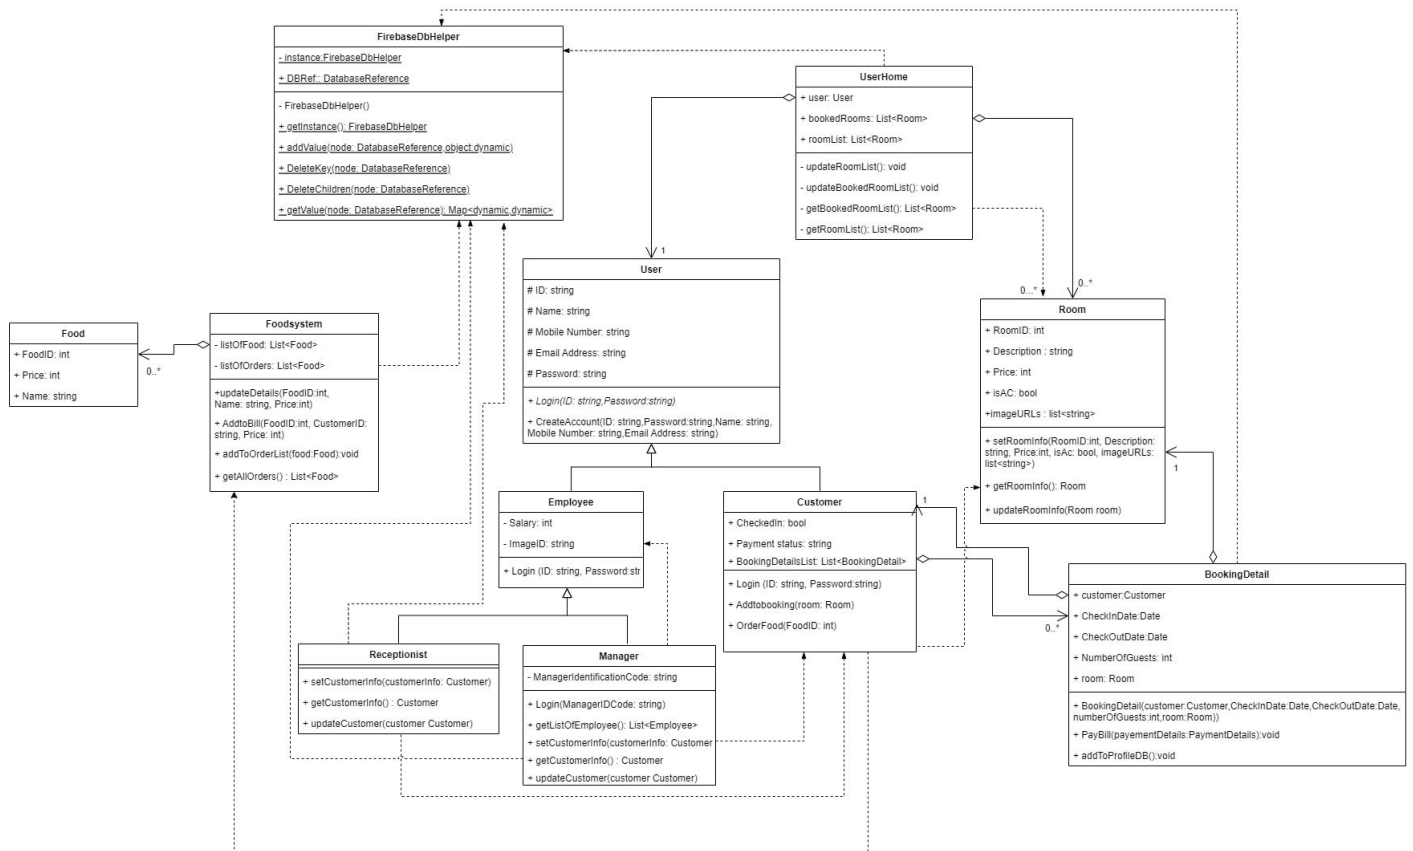 FirebaseDbHelper
- instance:FirebaseDbHelper
+ DBRef:: DatabaseReference
- FirebaseDbHelper()
+ getInstance(): FirebaseDbHelper
+ addValue(node: DatabaseReference,object:dynamic)
+ DeleteKey(node: DatabaseReference)
+ DeleteChildren(node: DatabaseReference)
+ getValue(node: DatabaseReference): Map<dynamic,dynamic>
UserHome
+ user: User
+ bookedRooms: List<Room>
+ roomList: List<Room>
- updateRoomList(): void
- updateBookedRoomList(): void
- getBookedRoomList(): List<Room>
- getRoomList(): List<Room>
1
0...*
0..*
User
# ID: string
# Name: string
# Mobile Number: string
# Email Address: string
# Password: string
+ Login(ID: string,Password:string)
+ CreateAccount(ID: string,Password:string,Name: string,
Mobile Number: string,Email Address: string)
Food
+ FoodID: int
+ Price: int
+ Name: string
0..*
Foodsystem
- listOfFood: List<Food>
- listOfOrders: List<Food>
+updateDetails(FoodID:int,
Name: string, Price:int)
+ AddtoBill(FoodID:int, CustomerID:
string, Price: int)
+ addToOrderList(food:Food):void
+ getAllOrders() : List<Food>
Room
+ RoomID: int
+ Description : string
+ Price: int
+ isAC: bool
+imageURLs : list<string>
+ setRoomInfo(RoomID:int, Description:
string, Price:int, isAc: bool, imageURLs:
list<string>)
+ getRoomInfo(): Room
+ updateRoomInfo(Room room)
1
Employee
- Salary: int
- ImageID: string
+ Login (ID: string, Password:str
Customer
+ CheckedIn: bool
+ Payment status: string
+ BookingDetailsList: List<BookingDetail>
+ Login (ID: string, Password:string)
+ Addtobooking(room: Room)
+ OrderFood(FoodID: int)
1
0..*
BookingDetail
+ customer:Customer
+ CheckInDate:Date
+ CheckOutDate:Date
+ NumberOfGuests: int
+ room: Room
+ BookingDetail(customer:Customer,CheckInDate:Date,CheckOutDate:Date,
numberOfGuests:int,room:Room))
+ PayBill(payementDetails:PaymentDetails):void
+ addToProfileDB():void
Receptionist
+ setCustomerInfo(customerInfo: Customer)
+ getCustomerInfo() : Customer
+ updateCustomer(customer Customer)
Manager
- ManagerIdentificationCode: string
+ Login(ManagerIDCode: string)
+ getListOfEmployee(): List<Employee>
+ setCustomerInfo(customerInfo: Customer
+ getCustomerInfo() : Customer
+ updateCustomer(customer Customer)